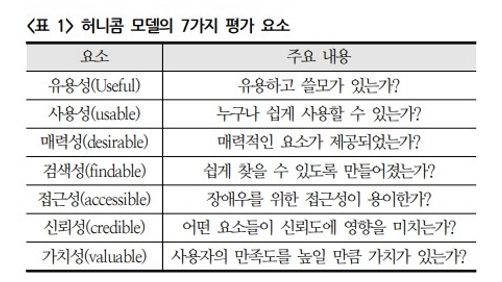 <표 1> 허니콤 모델의 7가지 평가 요소
요소 주요 내용
유용성(Useful) 유용하고 쓸모가 있는가?
사용성(usable) 누구나 쉽게 사용할 수 있는가?
매력성(desirable) 매력적인 요소가 제공되었는가?
검색성(findable) 쉽게 찾을 수 있도록 만들어졌는가?
접근성(accessible) 장애우를 위한 접근성이 용이한가?
신뢰성(credible) 어떤 요소들이 신뢰도에 영향을 미치는가?
가치성(valuable) 사용자의 만족도를 높일 만큼 가치가 있는가?